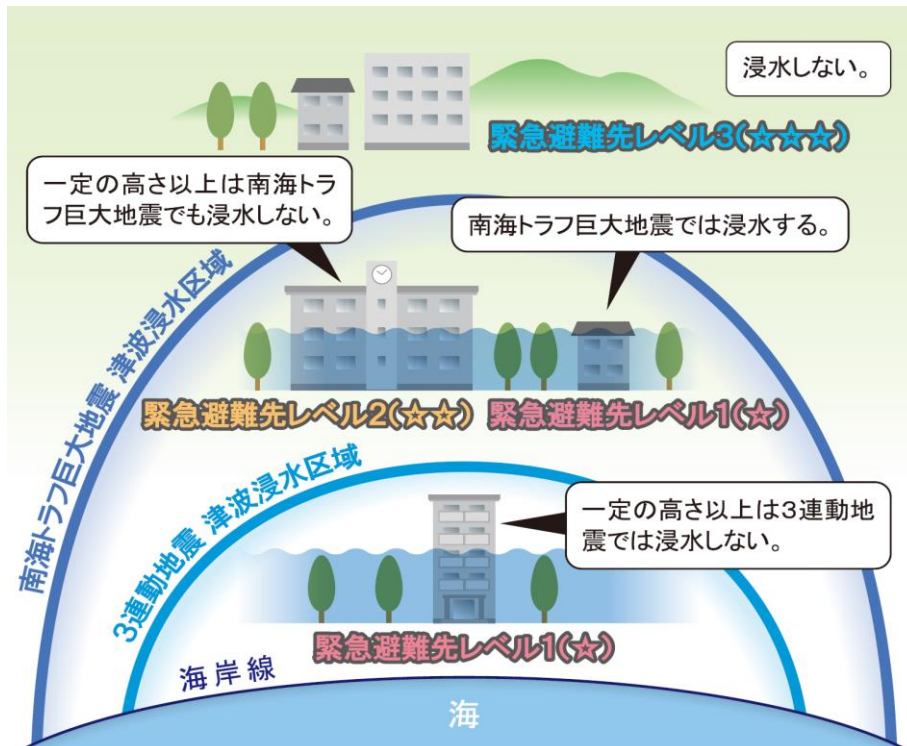 浸水しない。
緊急避難先レベル3(☆☆☆)
一定の高さ以上は南海トラ
フ巨大地震でも浸水しない。
南海トラフ巨大地震では浸水する。
南海トラフ巨大地震 津波浸水区域
緊急避難先レベル2(☆☆)
緊急避難先レベル1(☆)
3連動地震 津波浸水区域
一定の高さ以上は3連動地
震では浸水しない。
緊急避難先レベル1(☆)
海岸線
海